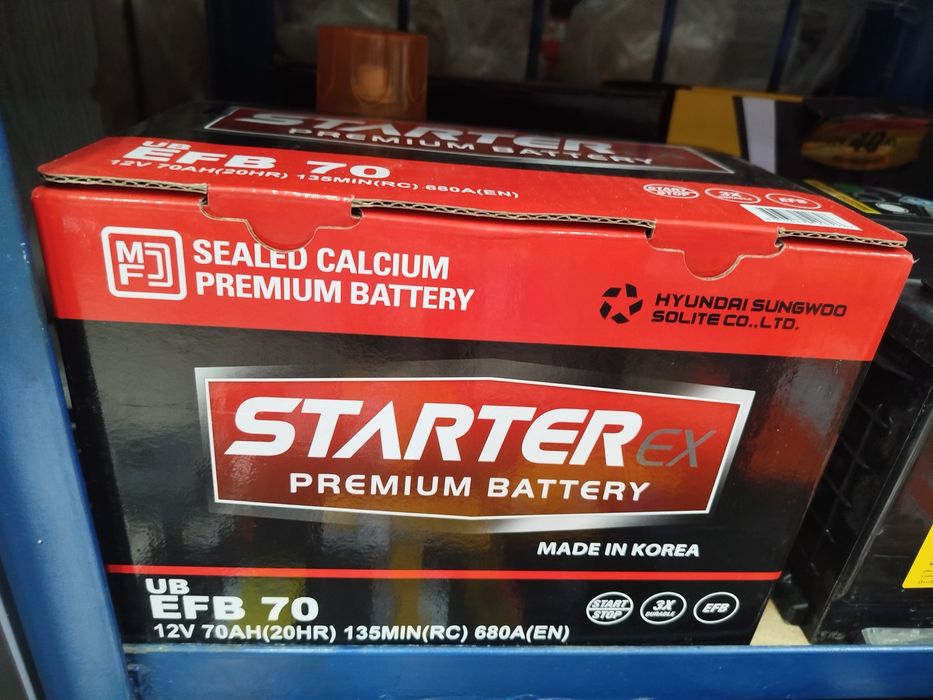 STARTER
PREMIUM BATTERY
UB
EFB 70
12V 70AH(20HR) 135MIN(RC) 680A(EN)
START
STOP
3X
EFB
MF
SEALED CALCIUM
PREMIUM BATTERY
HYUNDAI SUNGWOO
SOLITE CO.,LTD.
STARTER EX
PREMIUM BATTERY
MADE IN KOREA
UB
EFB 70
12V 70AH(20HR) 135MIN(RC) 680A(EN)
START
STOP
3X
DURABLE
EFB